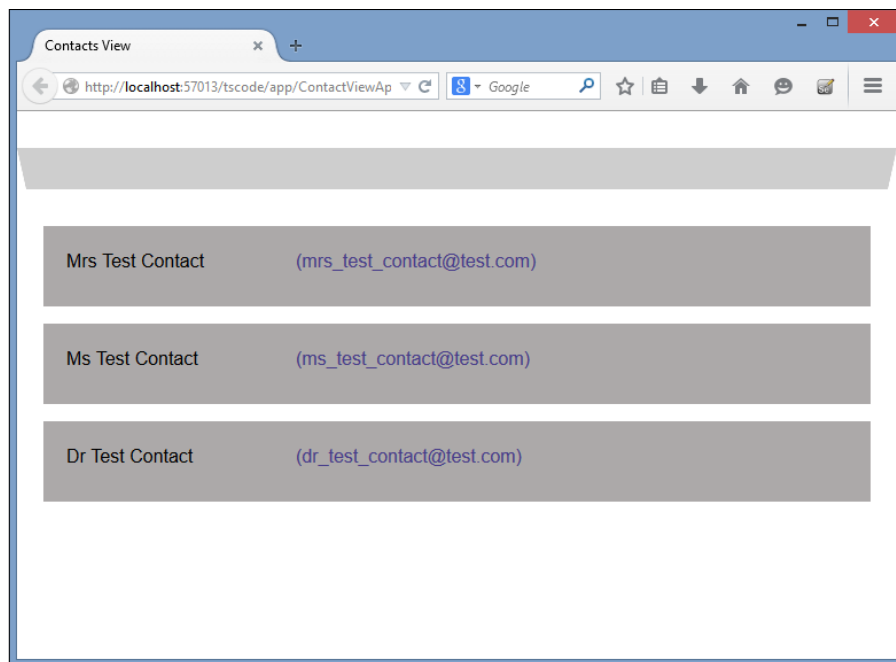 Contacts View
http://localhost:57013/tscode/app/ContactViewAp
Google
Mrs Test Contact (mrs_test_contact@test.com)
Ms Test Contact (ms_test_contact@test.com)
Dr Test Contact (dr_test_contact@test.com)